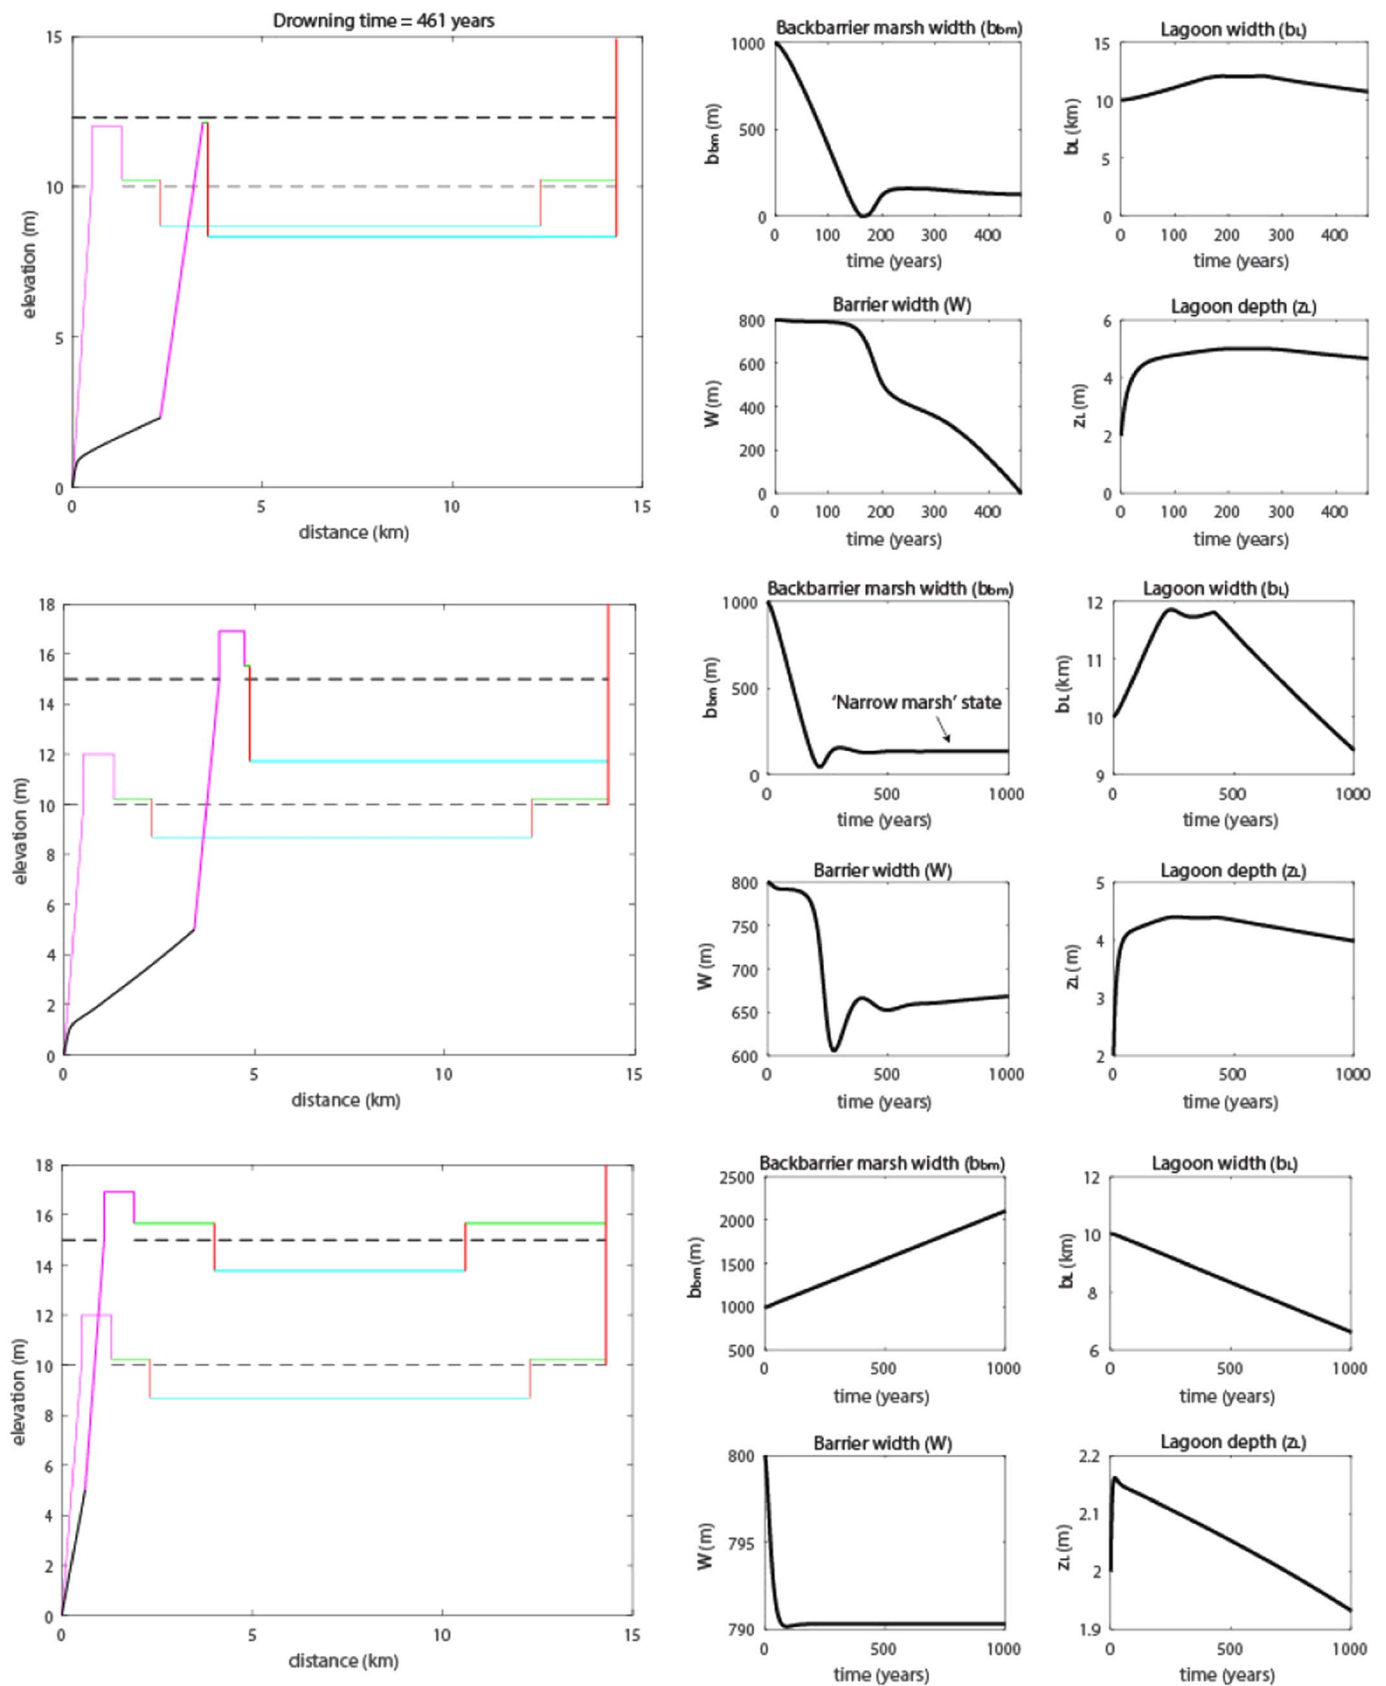 Drowning time = 461 years
15
10
5
0
elevation (m)
0 5 10 15
distance (km)
Backbarrier marsh width (bbm)
1000
500
0
bbm (m)
0 100 200 300 400
time (years)
Lagoon width (bL)
15
10
5
0
bL (km)
0 100 200 300 400
time (years)
Barrier width (W)
800
600
400
200
0
W (m)
0 100 200 300 400
time (years)
Lagoon depth (zL)
6
4
2
0
zL (m)
0 100 200 300 400
time (years)
18
16
14
12
10
8
6
4
2
0
elevation (m)
0 5 10 15
distance (km)
Backbarrier marsh width (bbm)
1000
500
0
bbm (m)
'Narrow marsh' state
0 500 1000
time (years)
Lagoon width (bL)
12
11
10
9
bL (km)
0 500 1000
time (years)
Barrier width (W)
800
750
700
650
600
W (m)
0 500 1000
time (years)
Lagoon depth (zL)
5
4
3
2
zL (m)
0 500 1000
time (years)
18
16
14
12
10
8
6
4
2
0
elevation (m)
0 5 10 15
distance (km)
Backbarrier marsh width (bbm)
2500
2000
1500
1000
500
bbm (m)
0 500 1000
time (years)
Lagoon width (bL)
12
10
8
6
bL (km)
0 500 1000
time (years)
Barrier width (W)
800
795
790
W (m)
0 500 1000
time (years)
Lagoon depth (zL)
2.2
2.1
2
1.9
zL (m)
0 500 1000
time (years)